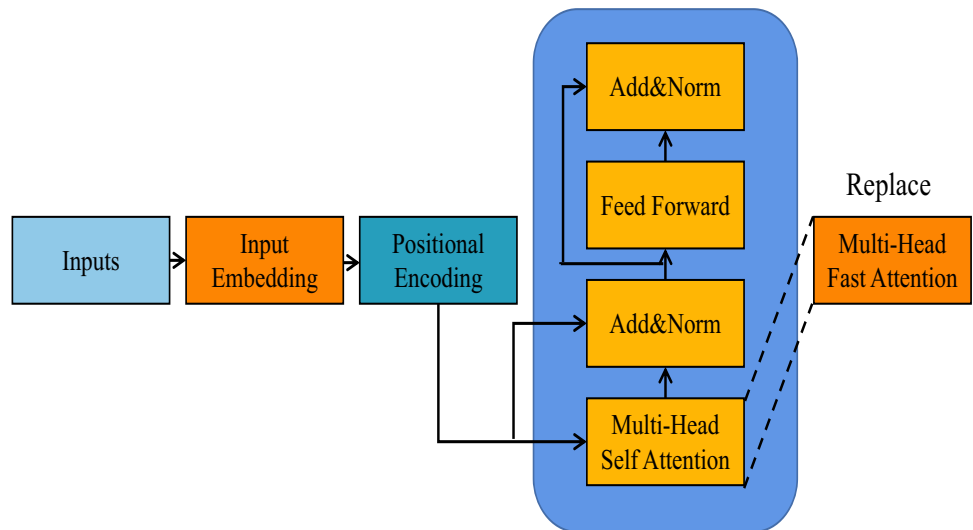 Inputs
Input
Embedding
Positional
Encoding
Add&Norm
Feed Forward
Add&Norm
Multi-Head
Self Attention
Replace
Multi-Head
Fast Attention